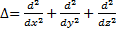 Δ= d²/dx² + d²/dy² + d²/dz²